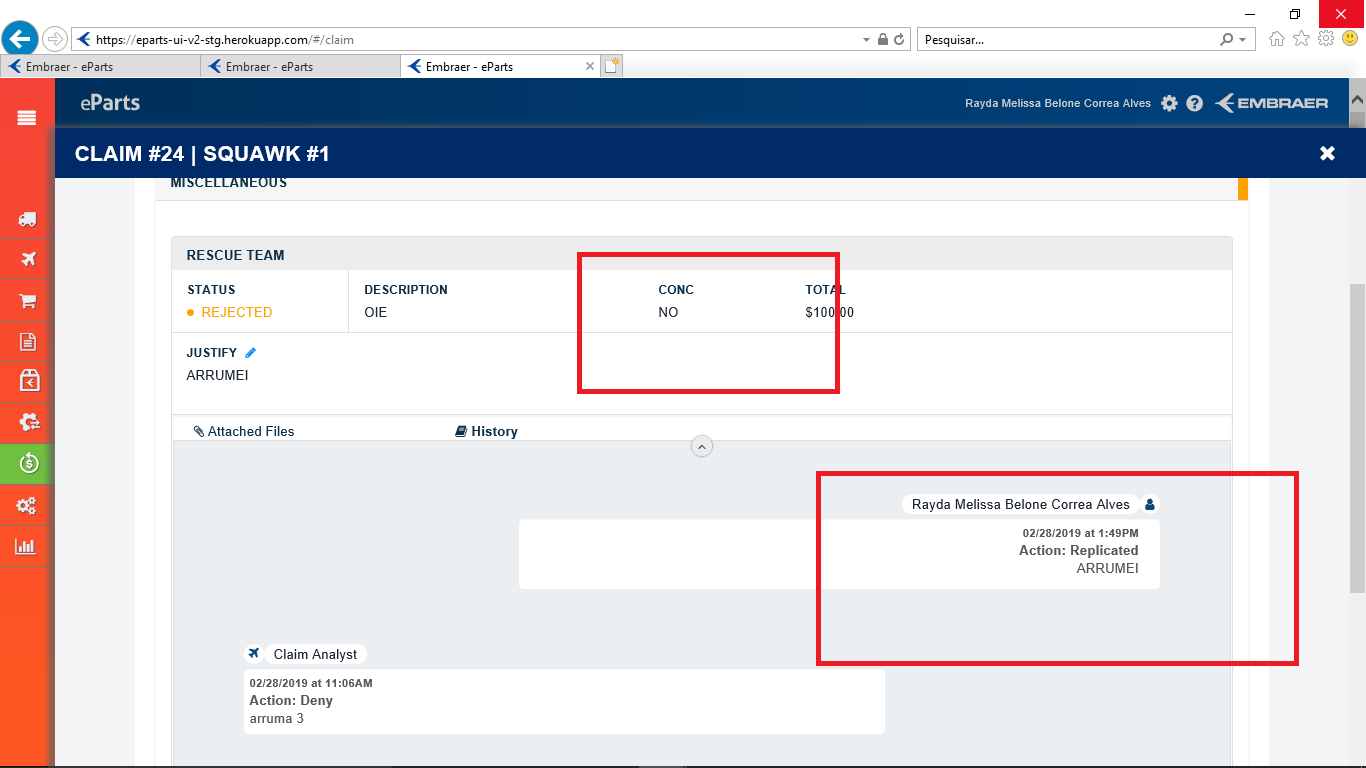 https://eparts-ui-v2-stg.herokuapp.com/#/claim
Pesquisar...
Embraer - eParts
Embraer - eParts
Embraer - eParts
eParts
Rayda Melissa Belone Correa Alves
EMBRAER
CLAIM #24 | SQUAWK #1
MISCELLANEOUS
RESCUE TEAM
STATUS DESCRIPTION CONC TOTAL
REJECTED OIE NO $100.00
JUSTIFY
ARRUMEI
Attached Files History
Rayda Melissa Belone Correa Alves
02/28/2019 at 1:49PM
Action: Replicated
ARRUMEI
Claim Analyst
02/28/2019 at 11:06AM
Action: Deny
arruma 3